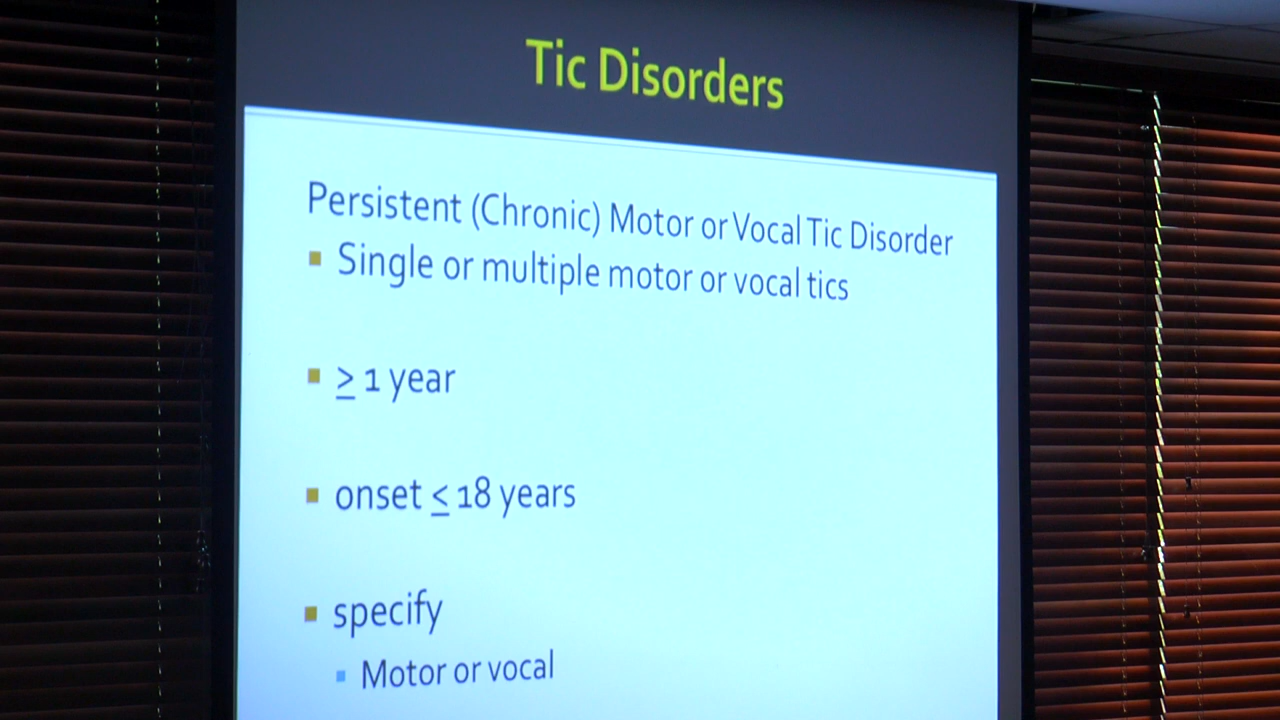 Tic Disorders
Persistent (Chronic) Motor or Vocal Tic Disorder
▪ Single or multiple motor or vocal tics
▪ ≥ 1 year
▪ onset ≤ 18 years
▪ specify
▪ Motor or vocal